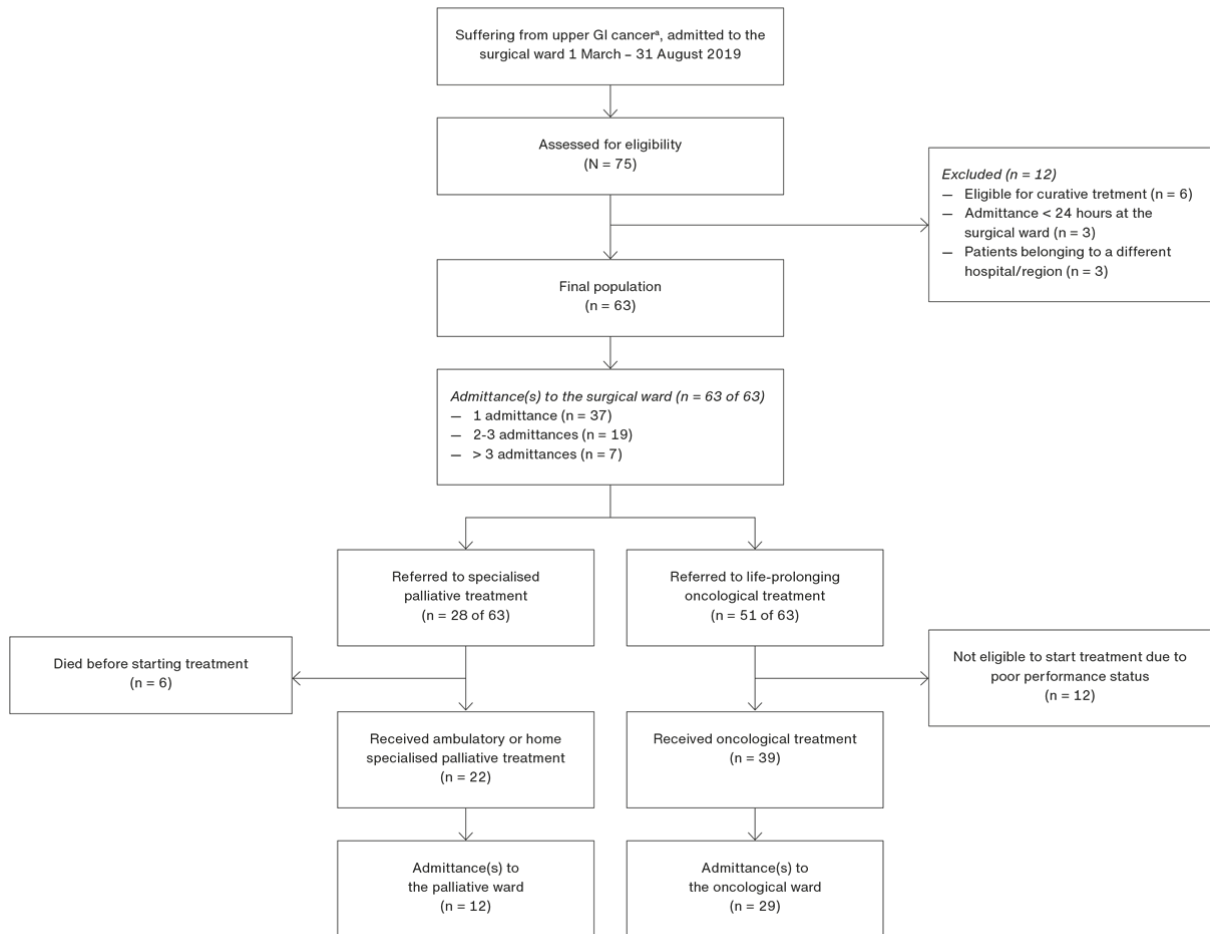 Suffering from upper GI cancerᵃ, admitted to the
surgical ward 1 March – 31 August 2019
Assessed for eligibility
(N = 75)
Excluded (n = 12)
— Eligible for curative tretment (n = 6)
— Admittance < 24 hours at the
surgical ward (n = 3)
— Patients belonging to a different
hospital/region (n = 3)
Final population
(n = 63)
Admittance(s) to the surgical ward (n = 63 of 63)
— 1 admittance (n = 37)
— 2-3 admittances (n = 19)
— > 3 admittances (n = 7)
Referred to specialised
palliative treatment
(n = 28 of 63)
Referred to life-prolonging
oncological treatment
(n = 51 of 63)
Died before starting treatment
(n = 6)
Not eligible to start treatment due to
poor performance status
(n = 12)
Received ambulatory or home
specialised palliative treatment
(n = 22)
Received oncological treatment
(n = 39)
Admittance(s) to
the palliative ward
(n = 12)
Admittance(s) to
the oncological ward
(n = 29)